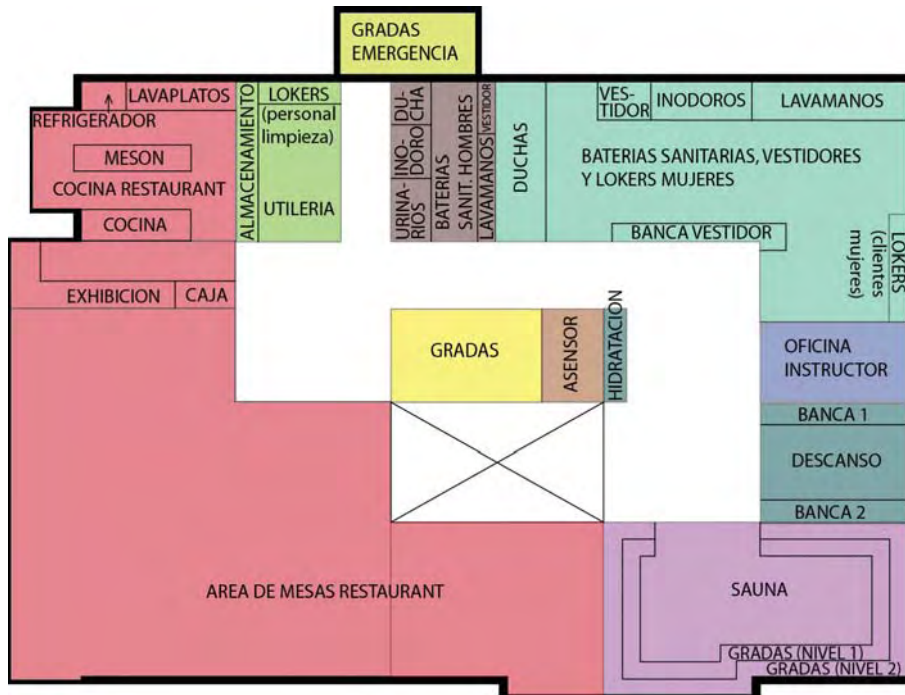 GRADAS
EMERGENCIA
LAVAPLATOS
REFRIGERADOR
MESON
COCINA RESTAURANT
COCINA
EXHIBICION
CAJA
ALMACENAMIENTO
LOKERS
(personal
limpieza)
UTILERIA
DU-
CHA
INO-
DORO
URINA-
RIOS
BATERIAS
SANIT. HOMBRES
VESTIDOR
LAVAMANOS
DUCHAS
VES-
TIDOR
INODOROS
LAVAMANOS
BATERIAS SANITARIAS, VESTIDORES
Y LOKERS MUJERES
BANCA VESTIDOR
LOKERS
(clientes
mujeres)
GRADAS
ASENSOR
HIDRATACION
OFICINA
INSTRUCTOR
BANCA 1
DESCANSO
BANCA 2
AREA DE MESAS RESTAURANT
SAUNA
GRADAS (NIVEL 1)
GRADAS (NIVEL 2)